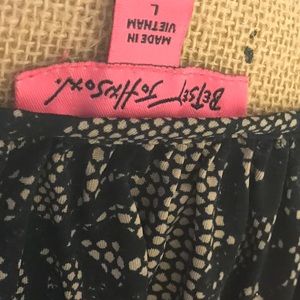 L
MADE IN
VIETNAM
BETSEY
JOHNSON.